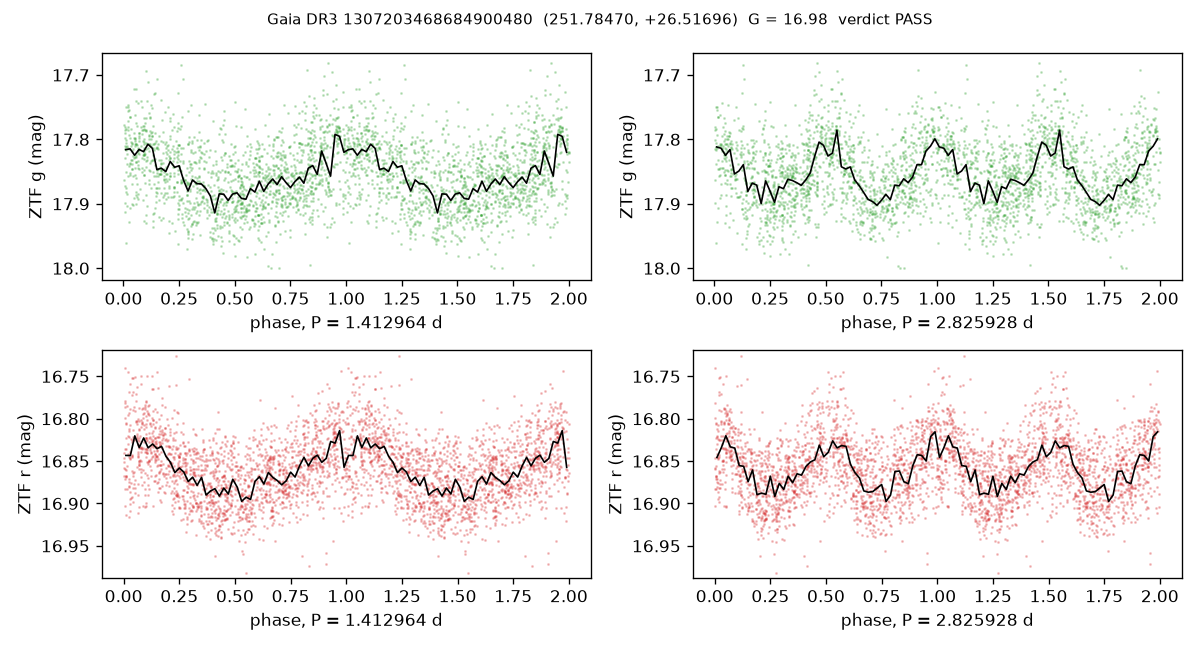 Gaia DR3 1307203468684900480 (251.78470, +26.51696) G = 16.98 verdict PASS
17.7
17.8
17.9
18.0
ZTF g (mag)
0.00 0.25 0.50 0.75 1.00 1.25 1.50 1.75 2.00
phase, P = 1.412964 d
17.7
17.8
17.9
18.0
ZTF g (mag)
0.00 0.25 0.50 0.75 1.00 1.25 1.50 1.75 2.00
phase, P = 2.825928 d
16.75
16.80
16.85
16.90
16.95
ZTF r (mag)
0.00 0.25 0.50 0.75 1.00 1.25 1.50 1.75 2.00
phase, P = 1.412964 d
16.75
16.80
16.85
16.90
16.95
ZTF r (mag)
0.00 0.25 0.50 0.75 1.00 1.25 1.50 1.75 2.00
phase, P = 2.825928 d